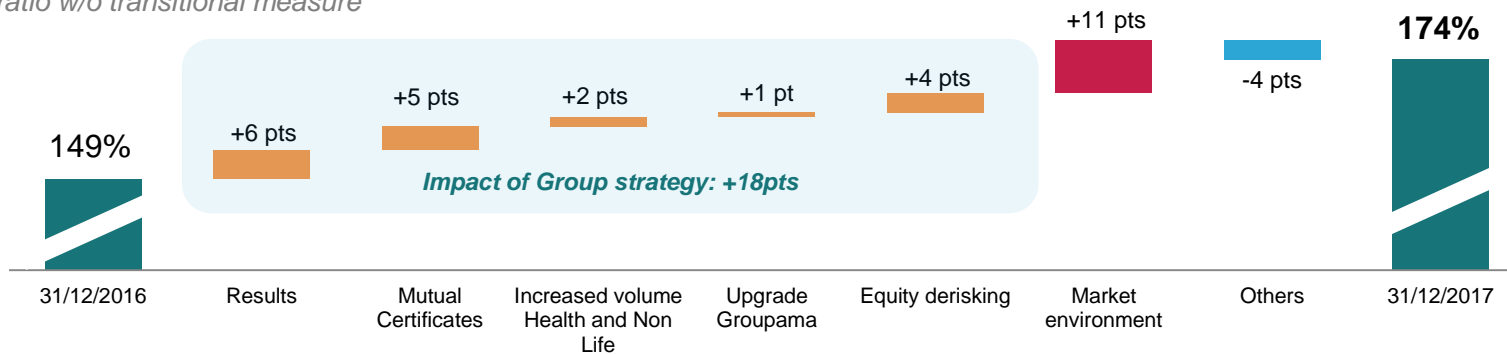 ratio w/o transitional measure
149%
+6 pts
+5 pts
+2 pts
+1 pt
+4 pts
+11 pts
-4 pts
174%
Impact of Group strategy: +18pts
31/12/2016
Results
Mutual
Certificates
Increased volume
Health and Non
Life
Upgrade
Groupama
Equity derisking
Market
environment
Others
31/12/2017